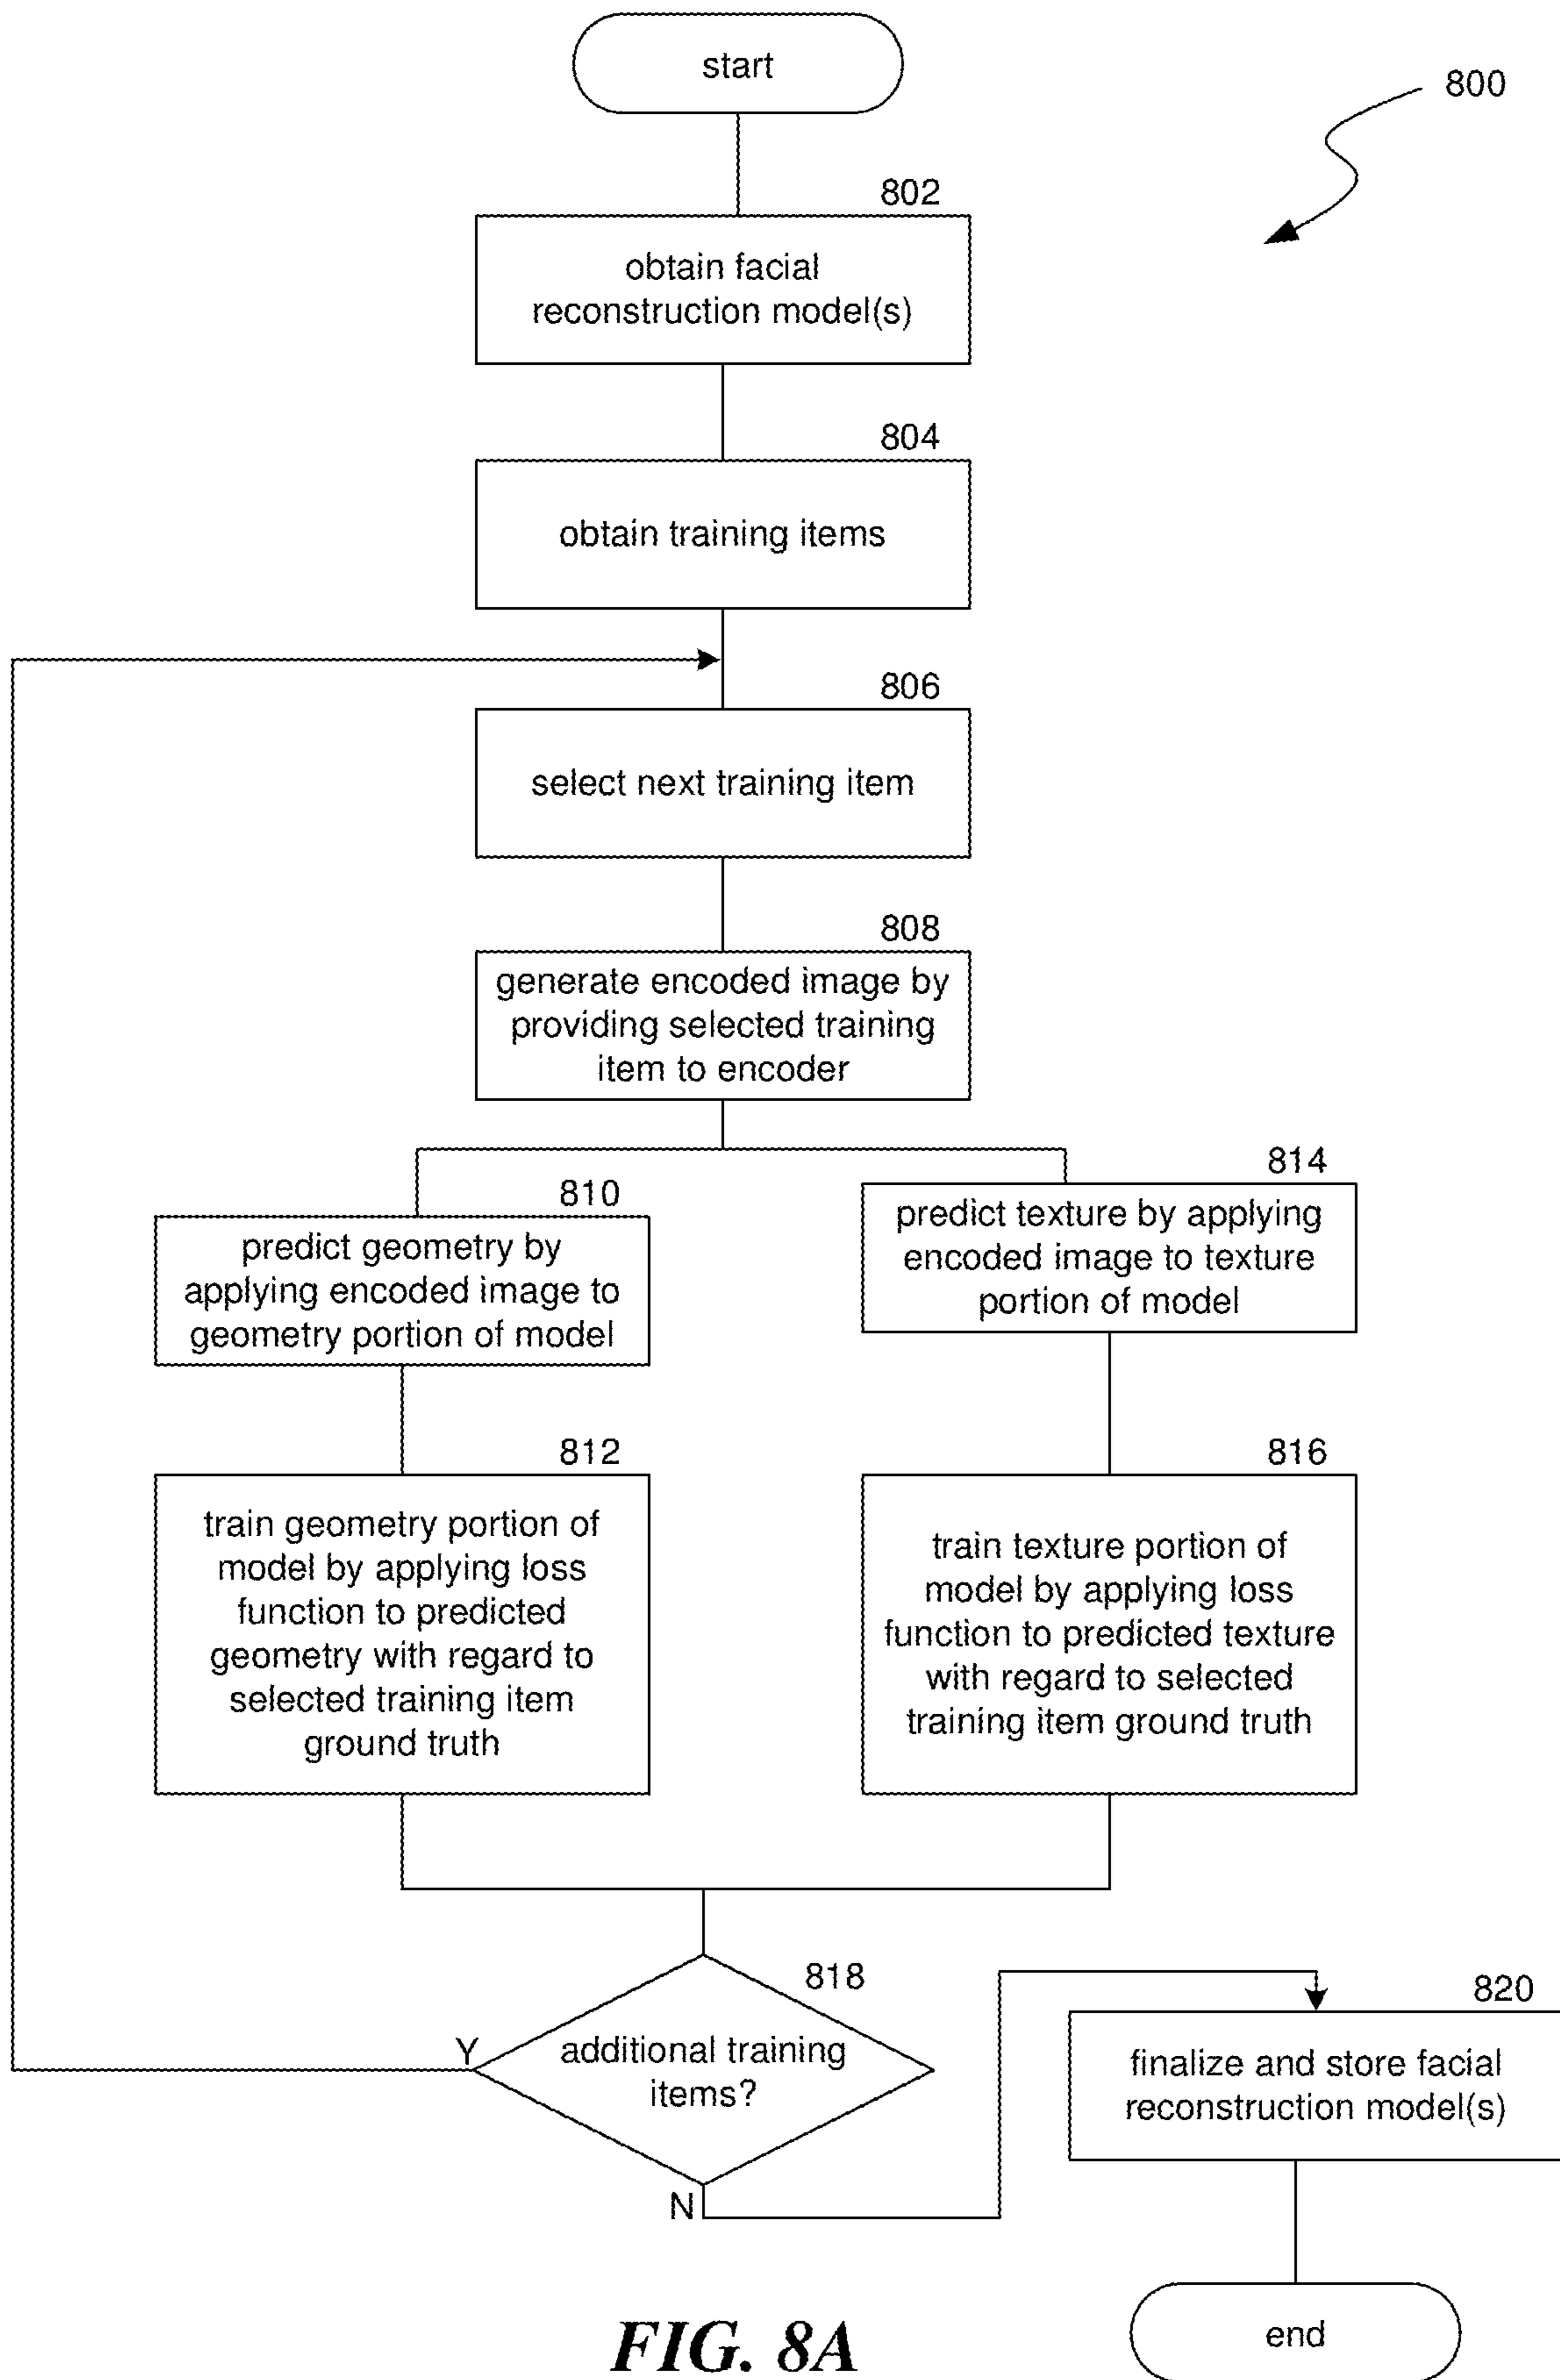 start
800
802
obtain facial
reconstruction model(s)
804
obtain training items
806
select next training item
808
generate encoded image by
providing selected training
item to encoder
810
predict geometry by
applying encoded image to
geometry portion of model
814
predict texture by applying
encoded image to texture
portion of model
812
train geometry portion of
model by applying loss
function to predicted
geometry with regard to
selected training item
ground truth
816
train texture portion of
model by applying loss
function to predicted texture
with regard to selected
training item ground truth
818
additional training
items?
Y
N
820
finalize and store facial
reconstruction model(s)
end
FIG. 8A